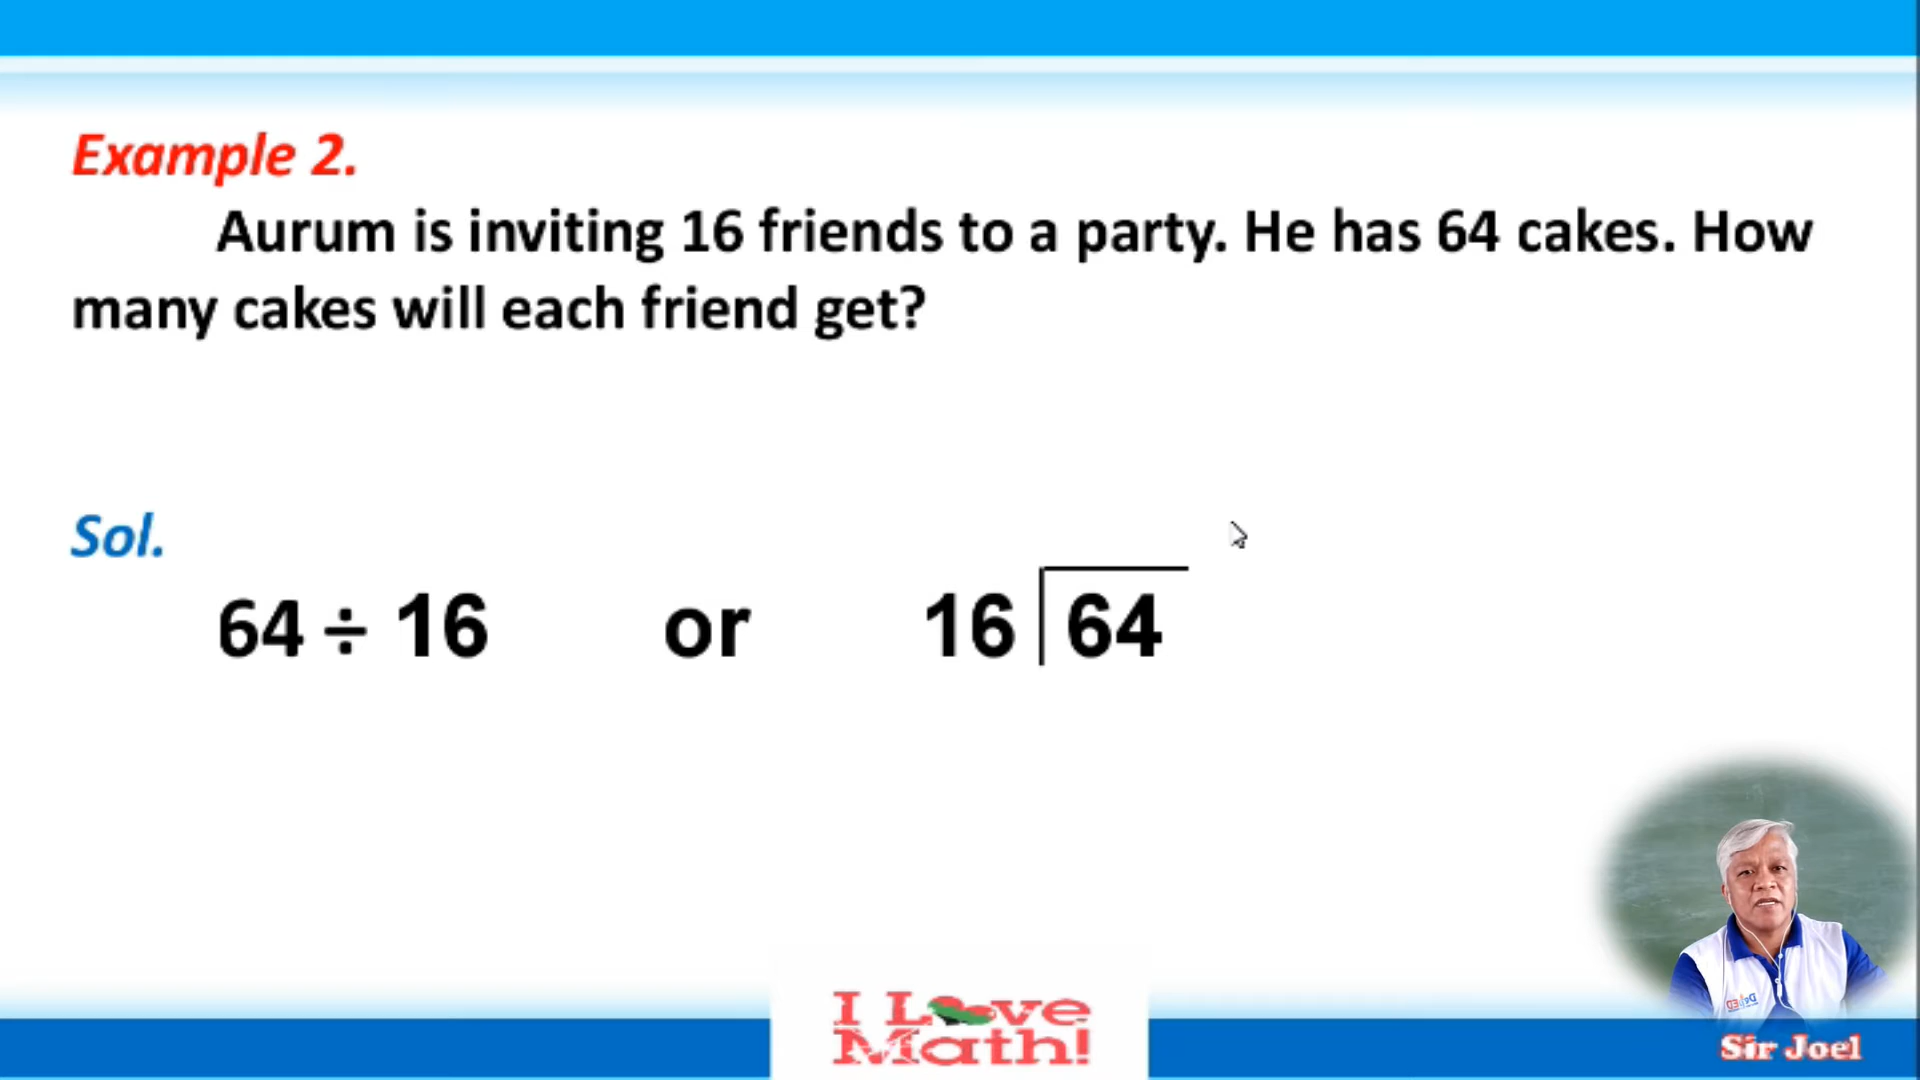 Example 2.
Aurum is inviting 16 friends to a party. He has 64 cakes. How
many cakes will each friend get?
Sol.
64 ÷ 16 or 16 64
I Love
Math!
DepED
Sir Joel